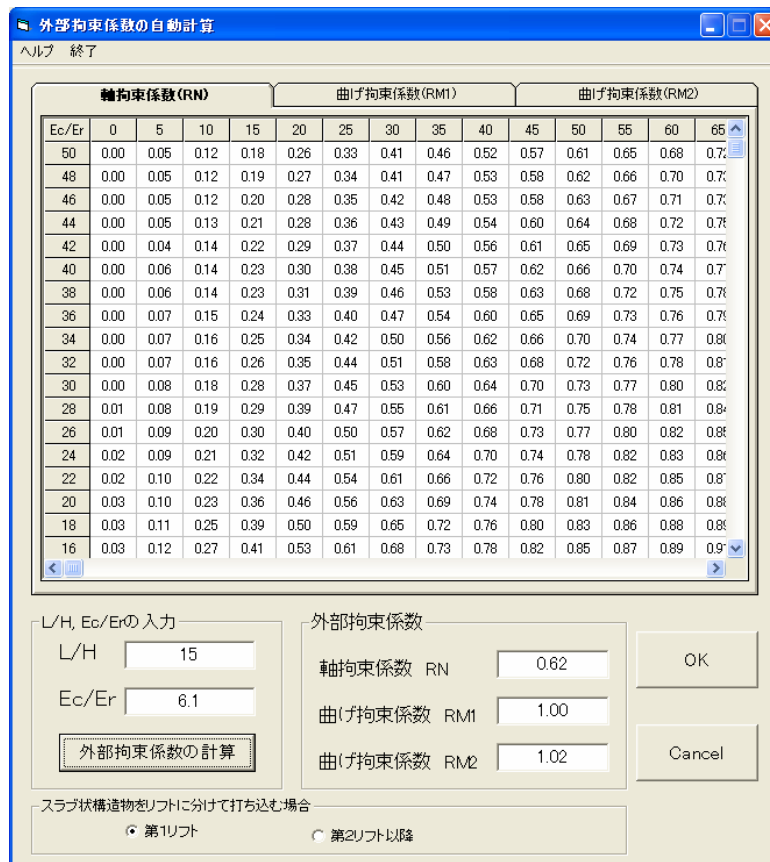 外部拘束係数の自動計算
ヘルプ 終了
軸拘束係数(RN) 曲げ拘束係数(RM1) 曲げ拘束係数(RM2)
Ec/Er 0 5 10 15 20 25 30 35 40 45 50 55 60 65
50 0.00 0.05 0.12 0.18 0.26 0.33 0.41 0.46 0.52 0.57 0.61 0.65 0.68
48 0.00 0.05 0.12 0.19 0.27 0.34 0.41 0.47 0.53 0.58 0.62 0.66 0.70
46 0.00 0.05 0.12 0.20 0.28 0.35 0.42 0.48 0.53 0.58 0.63 0.67 0.71
44 0.00 0.05 0.13 0.21 0.28 0.36 0.43 0.49 0.54 0.60 0.64 0.68 0.72
42 0.00 0.04 0.14 0.22 0.29 0.37 0.44 0.50 0.56 0.61 0.65 0.69 0.73
40 0.00 0.06 0.14 0.23 0.30 0.38 0.45 0.51 0.57 0.62 0.66 0.70 0.74
38 0.00 0.06 0.14 0.23 0.31 0.39 0.46 0.53 0.58 0.63 0.68 0.72 0.75
36 0.00 0.07 0.15 0.24 0.33 0.40 0.47 0.54 0.60 0.65 0.69 0.73 0.76
34 0.00 0.07 0.16 0.25 0.34 0.42 0.50 0.56 0.62 0.66 0.70 0.74 0.77
32 0.00 0.07 0.16 0.26 0.35 0.44 0.51 0.58 0.63 0.68 0.72 0.76 0.78
30 0.00 0.08 0.18 0.28 0.37 0.45 0.53 0.60 0.64 0.70 0.73 0.77 0.80
28 0.01 0.08 0.19 0.29 0.39 0.47 0.55 0.61 0.66 0.71 0.75 0.78 0.81
26 0.01 0.09 0.20 0.30 0.40 0.50 0.57 0.62 0.68 0.73 0.77 0.80 0.82
24 0.02 0.09 0.21 0.32 0.42 0.51 0.59 0.64 0.70 0.74 0.78 0.82 0.83
22 0.02 0.10 0.22 0.34 0.44 0.54 0.61 0.66 0.72 0.76 0.80 0.82 0.85
20 0.03 0.10 0.23 0.36 0.46 0.56 0.63 0.69 0.74 0.78 0.81 0.84 0.86
18 0.03 0.11 0.25 0.39 0.50 0.59 0.65 0.72 0.76 0.80 0.83 0.86 0.88
16 0.03 0.12 0.27 0.41 0.53 0.61 0.68 0.73 0.78 0.82 0.85 0.87 0.89
L/H, Ec/Erの入力
L/H 15
Ec/Er 6.1
外部拘束係数の計算
外部拘束係数
軸拘束係数 RN 0.62
曲げ拘束係数 RM1 1.00
曲げ拘束係数 RM2 1.02
OK
Cancel
スラブ状構造物をリフトに分けて打ち込む場合
第1リフト 第2リフト以降